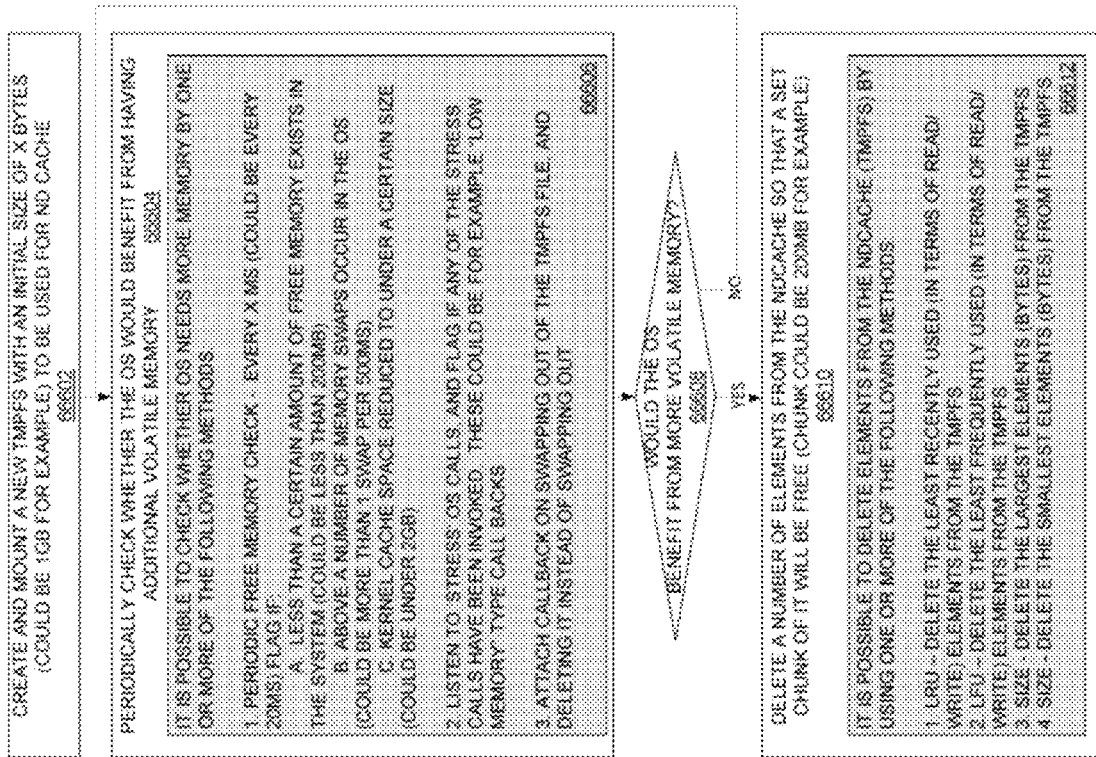 CREATE AND MOUNT A NEW TMPFS WITH AN INITIAL SIZE OF X BYTES
(COULD BE 1GB FOR EXAMPLE) TO BE USED FOR ND CACHE
66602
PERIODICALLY CHECK WHETHER THE OS WOULD BENEFIT FROM HAVING
ADDITIONAL VOLATILE MEMORY
66604
IT IS POSSIBLE TO CHECK WHETHER OS NEEDS MORE MEMORY BY ONE
OR MORE OF THE FOLLOWING METHODS
1. PERIODIC FREE MEMORY CHECK - EVERY X MS (COULD BE EVERY
20MS) FLAG IF:
A. LESS THAN A CERTAIN AMOUNT OF FREE MEMORY EXISTS IN
THE SYSTEM (COULD BE LESS THAN 200MB)
B. ABOVE A NUMBER OF MEMORY SWAPS OCCUR IN THE OS
(COULD BE MORE THAN 1 SWAP PER 500MS)
C. KERNEL CACHE SPACE REDUCED TO UNDER A CERTAIN SIZE
(COULD BE UNDER 2GB)
2. LISTEN TO STRESS OS CALLS, AND FLAG IF ANY OF THE STRESS
CALLS HAVE BEEN INVOKED. THESE COULD BE FOR EXAMPLE "LOW
MEMORY" TYPE CALL BACKS
3. ATTACH CALLBACK ON SWAPPING OUT OF THE TMPFS FILE, AND
DELETING IT INSTEAD OF SWAPPING OUT
66606
WOULD THE OS
BENEFIT FROM MORE VOLATILE MEMORY?
66608
NO
YES
DELETE A NUMBER OF ELEMENTS FROM THE NDCACHE SO THAT A SET
CHUNK OF IT WILL BE FREE (CHUNK COULD BE 200MB FOR EXAMPLE)
66610
IT IS POSSIBLE TO DELETE ELEMENTS FROM THE NDCACHE (TMPFS) BY
USING ONE OR MORE OF THE FOLLOWING METHODS:
1. LRU - DELETE THE LEAST RECENTLY USED (IN TERMS OF READ/
WRITE) ELEMENTS FROM THE TMPFS
2. LFU - DELETE THE LEAST FREQUENTLY USED (IN TERMS OF READ/
WRITE) ELEMENTS FROM THE TMPFS
3. SIZE - DELETE THE LARGEST ELEMENTS (BYTES) FROM THE TMPFS
4. SIZE - DELETE THE SMALLEST ELEMENTS (BYTES) FROM THE TMPFS
66612